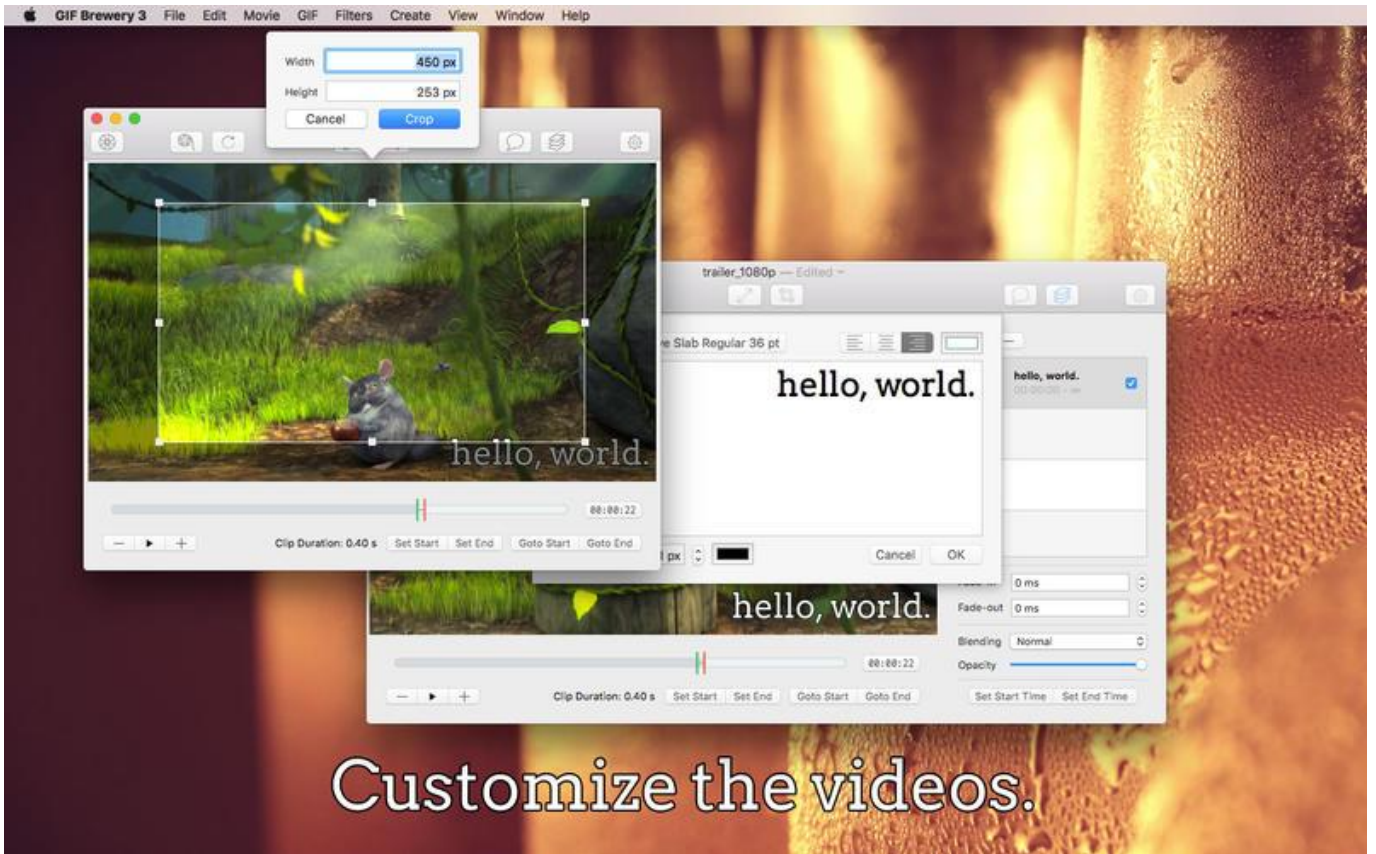 GIF Brewery 3 File Edit Movie GIF Filters Create View Window Help
Width 450 px
Height 253 px
Cancel Crop
hello, world.
00:00:22
Clip Duration: 0.40 s Set Start Set End Goto Start Goto End
trailer_1080p — Edited
Slab Regular 36 pt
hello, world.
px
Cancel OK
hello, world.
Fade-out 0 ms
0 ms
Blending Normal
Opacity
hello, world.
00:00:22
Clip Duration: 0.40 s Set Start Set End Goto Start Goto End
Set Start Time Set End Time
Customize the videos.